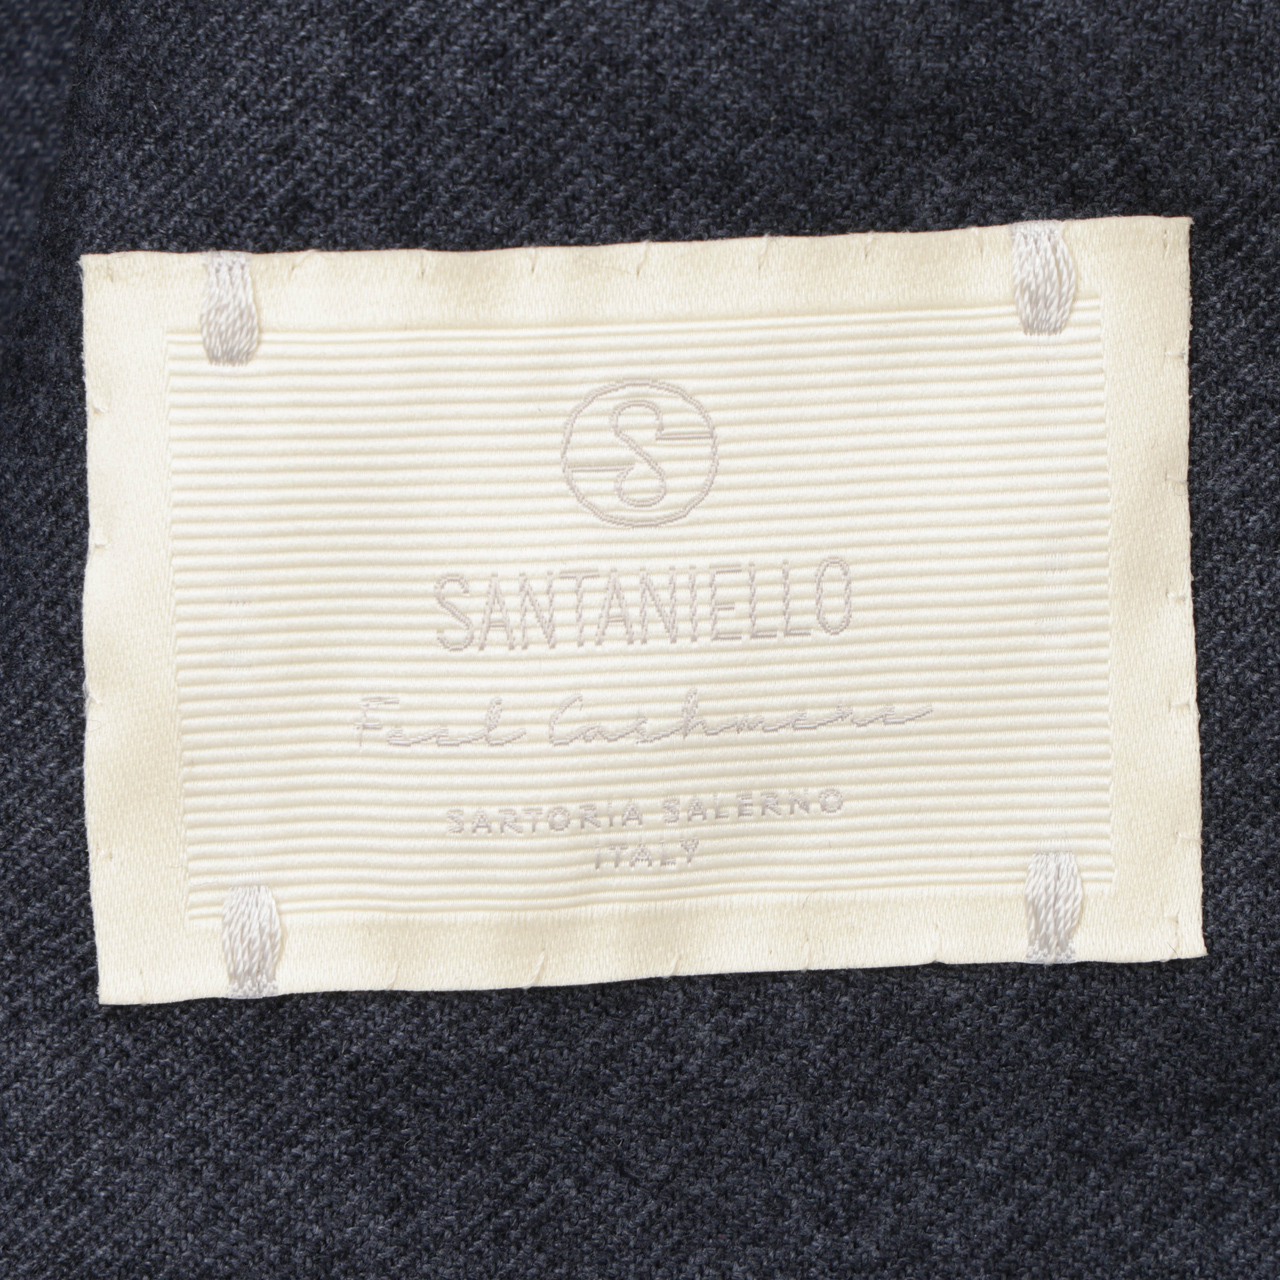 S
SANTANIELLO
Feel Cashmere
SARTORIA SALERNO
ITALY